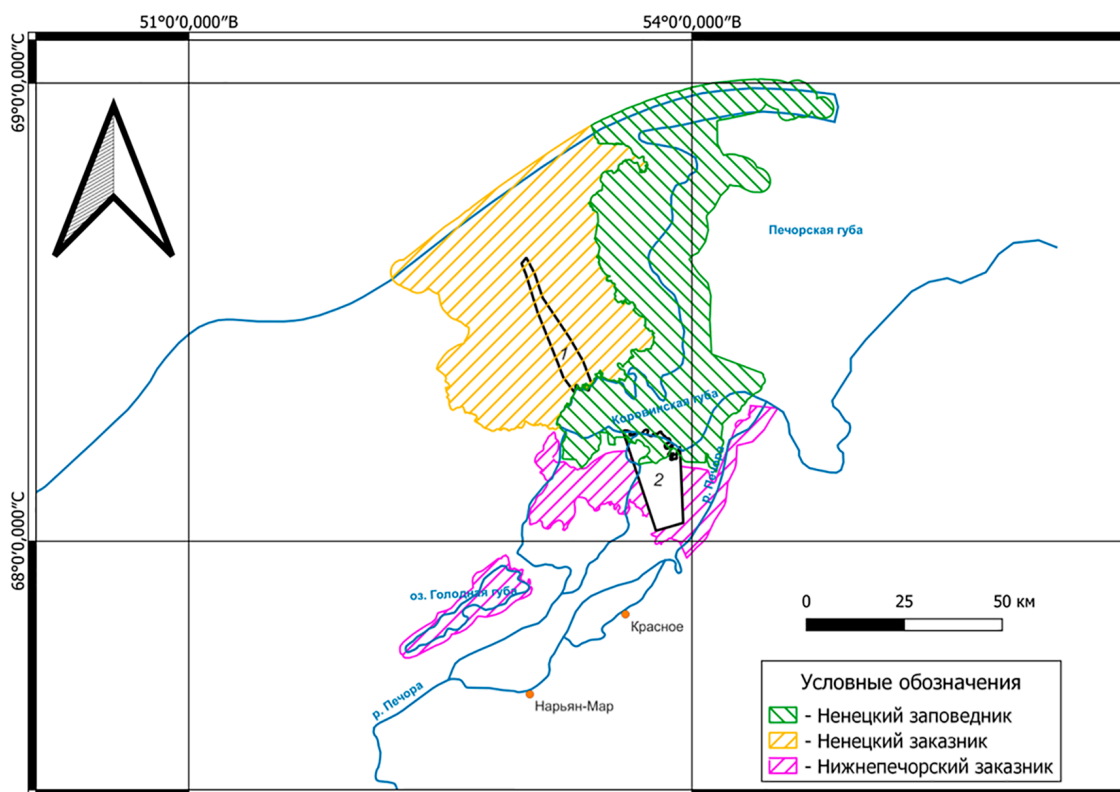 51°0′0,000″В
54°0′0,000″В
69°0′0,000″С
Печорская губа
1
Коровинская губа
р. Печора
2
68°0′0,000″С
оз. Голодная губа
0 25 50 км
Красное
Нарьян-Мар
р. Печора
Условные обозначения
- Ненецкий заповедник
- Ненецкий заказник
- Нижнепечорский заказник